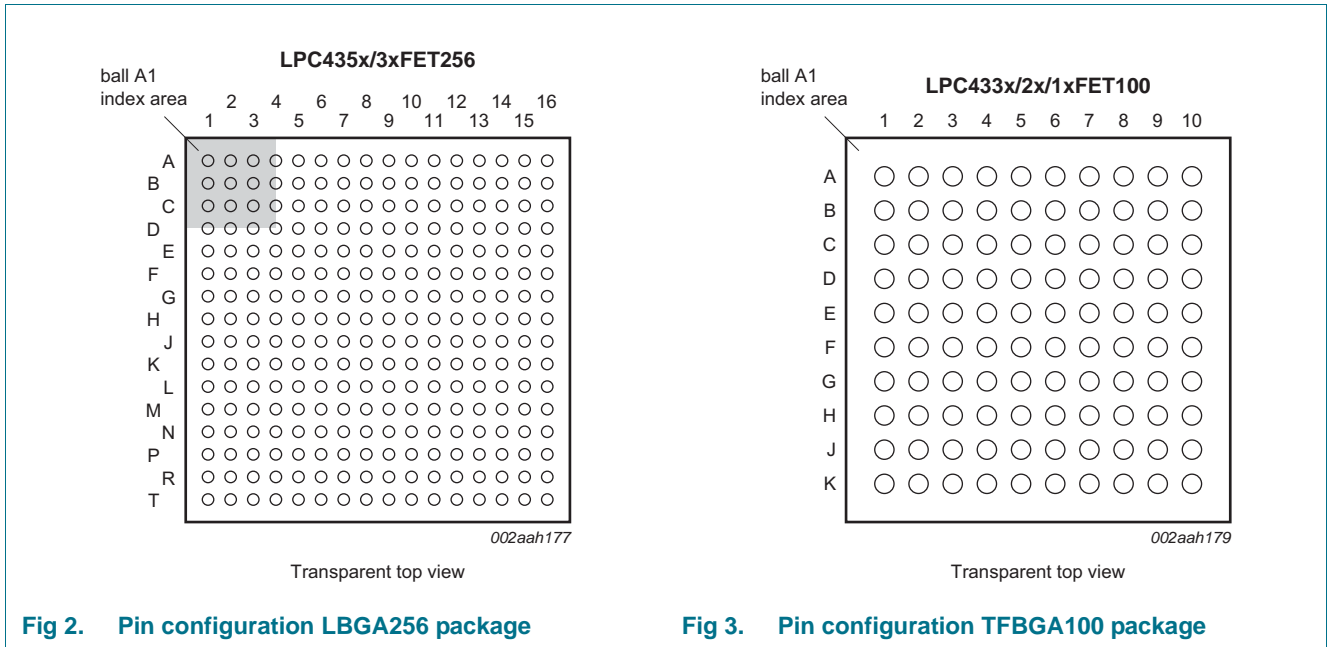 LPC435x/3xFET256
ball A1
index area
2 4 6 8 10 12 14 16
1 3 5 7 9 11 13 15
A
B
C
D
E
F
G
H
J
K
L
M
N
P
R
T
002aah177
Transparent top view
Fig 2. Pin configuration LBGA256 package
LPC433x/2x/1xFET100
ball A1
index area
1 2 3 4 5 6 7 8 9 10
A
B
C
D
E
F
G
H
J
K
002aah179
Transparent top view
Fig 3. Pin configuration TFBGA100 package